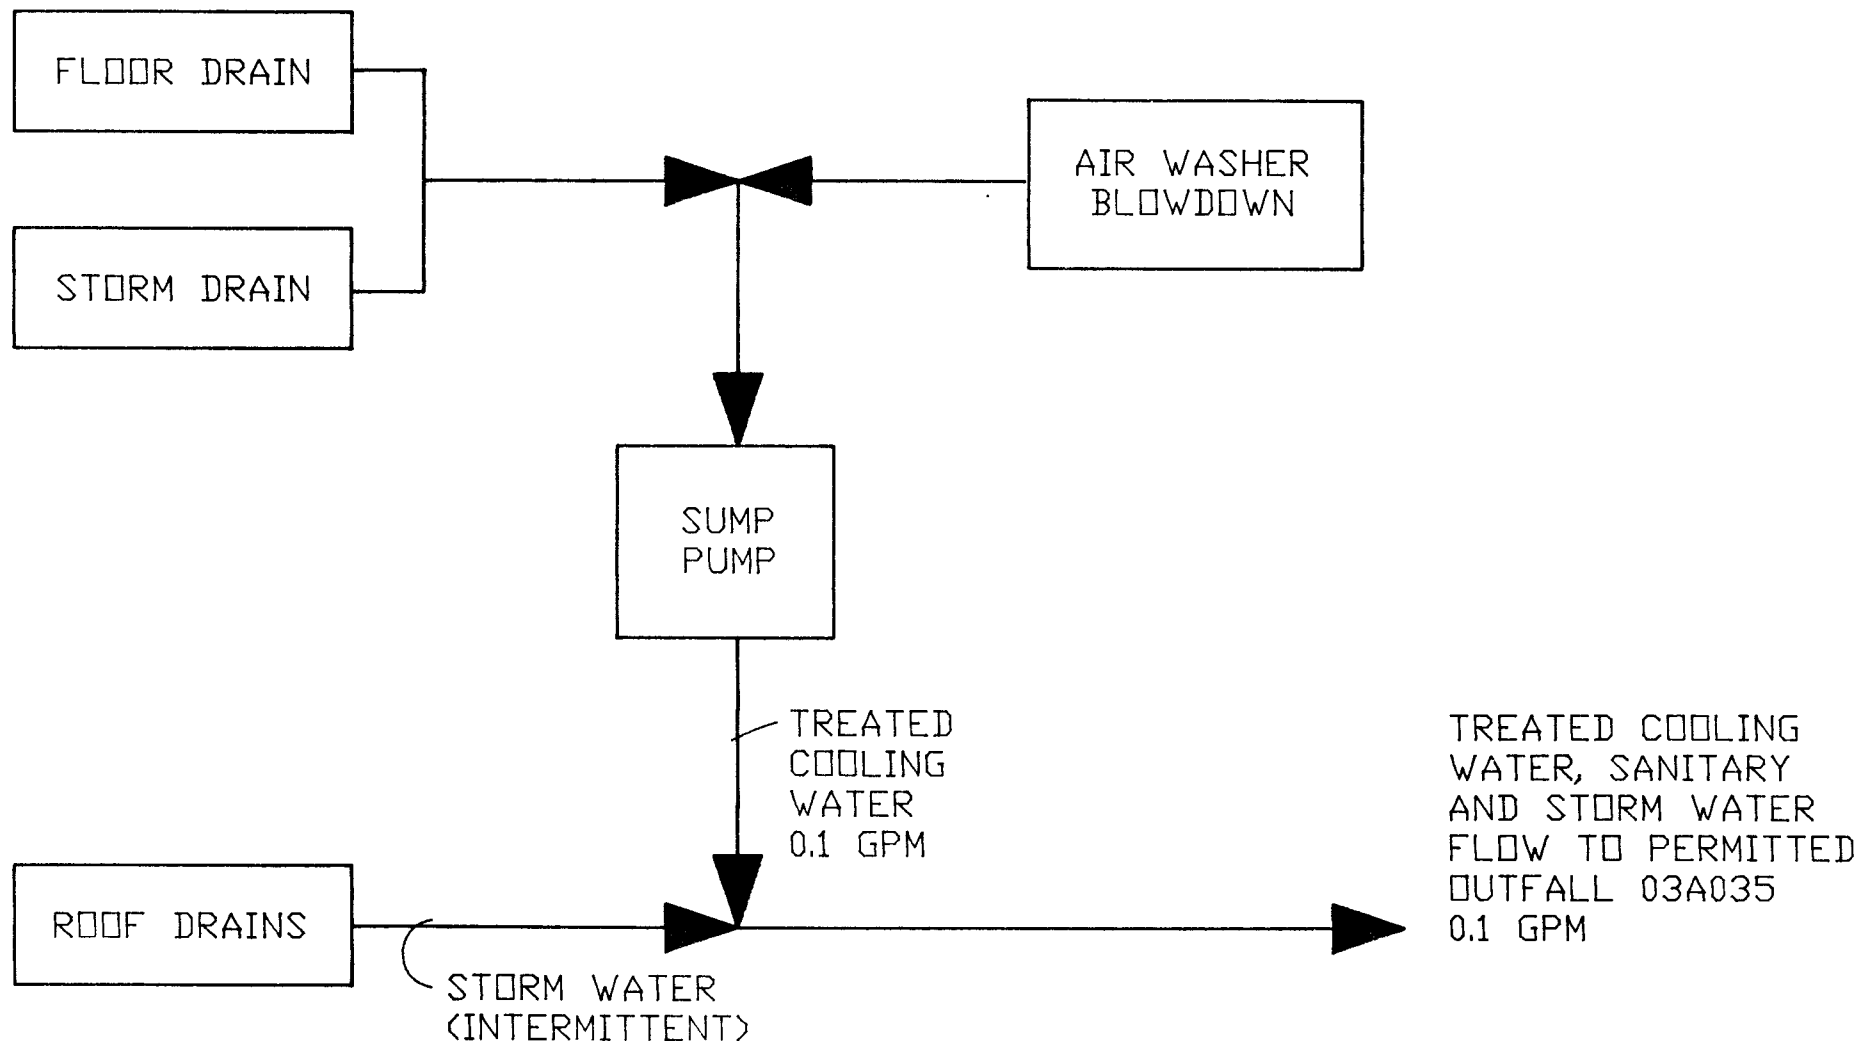 FLOOR DRAIN
AIR WASHER
BLOWDOWN
STORM DRAIN
SUMP
PUMP
TREATED
COOLING
WATER
0.1 GPM
TREATED COOLING
WATER, SANITARY
AND STORM WATER
FLOW TO PERMITTED
OUTFALL 03A035
0.1 GPM
ROOF DRAINS
STORM WATER
(INTERMITTENT)